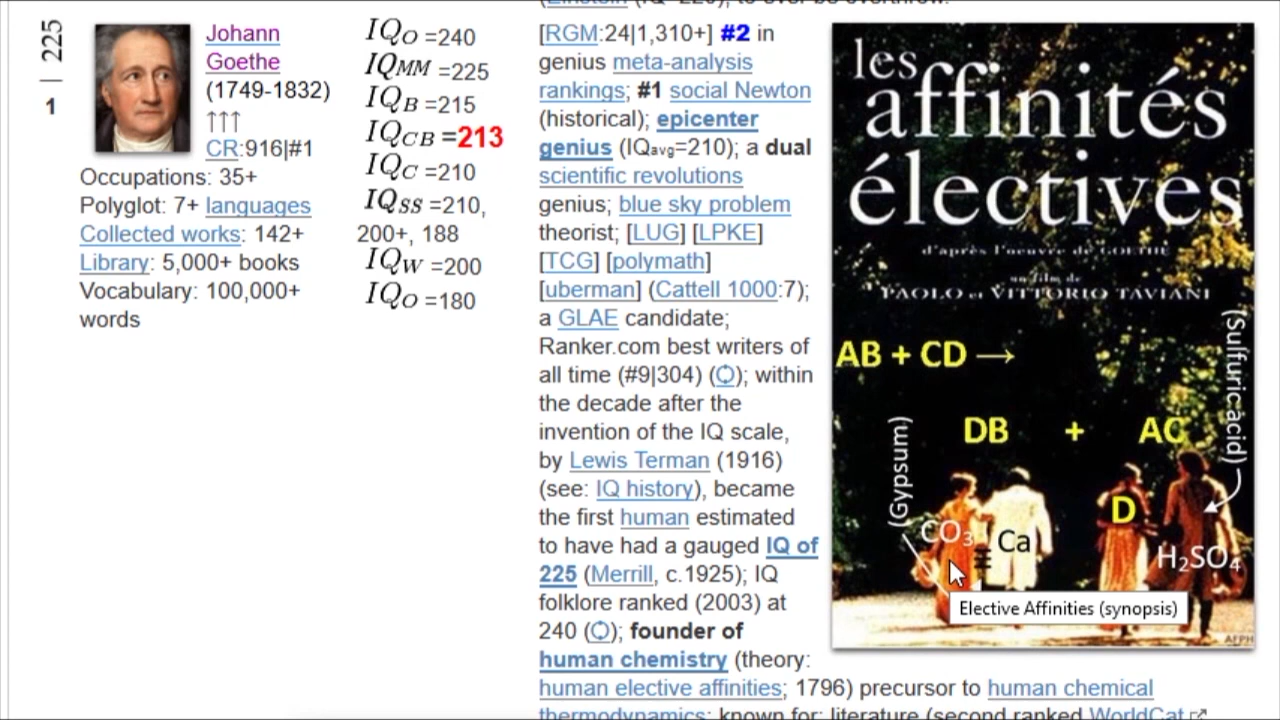 225 | 1
Johann
Goethe
(1749-1832)
↑↑↑
CR:916|#1
Occupations: 35+
Polyglot: 7+ languages
Collected works: 142+
Library: 5,000+ books
Vocabulary: 100,000+
words
IQO =240
IQMM =225
IQB =215
IQCB =213
IQC =210
IQSS =210,
200+, 188
IQW =200
IQO =180
[RGM:24|1,310+] #2 in
genius meta-analysis
rankings; #1 social Newton
(historical); epicenter
genius (IQavg=210); a dual
scientific revolutions
genius; blue sky problem
theorist; [LUG] [LPKE]
[TCG] [polymath]
[uberman] (Cattell 1000:7);
a GLAE candidate;
Ranker.com best writers of
all time (#9|304) (); within
the decade after the
invention of the IQ scale,
by Lewis Terman (1916)
(see: IQ history), became
the first human estimated
to have had a gauged IQ of
225 (Merrill, c.1925); IQ
folklore ranked (2003) at
240 (); founder of
human chemistry (theory:
human elective affinities; 1796) precursor to human chemical
thermodynamics; known for: literature (second ranked WorldCat
les
affinités
électives
d'après l'oeuvre de GOETHE
un film de
PAOLO et VITTORIO TAVIANI
AB + CD →
DB + AC
(Sulfuric acid)
(Gypsum)
D
CO3
Ca
H2SO4
Elective Affinities (synopsis)